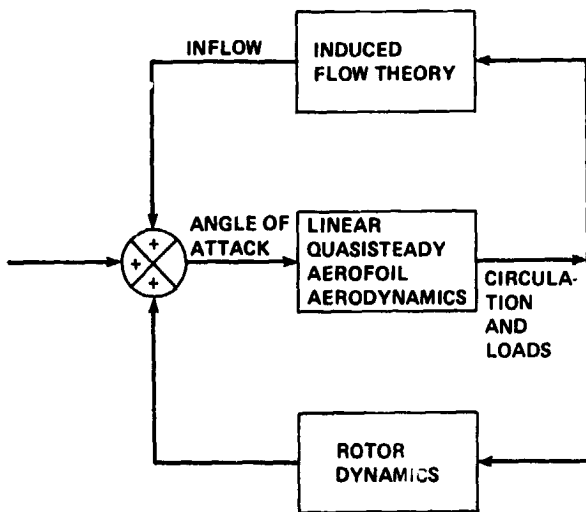 INFLOW
INDUCED
FLOW THEORY
+
+
+
ANGLE OF
ATTACK
LINEAR
QUASISTEADY
AEROFOIL
AERODYNAMICS
CIRCULA-
TION
AND
LOADS
ROTOR
DYNAMICS